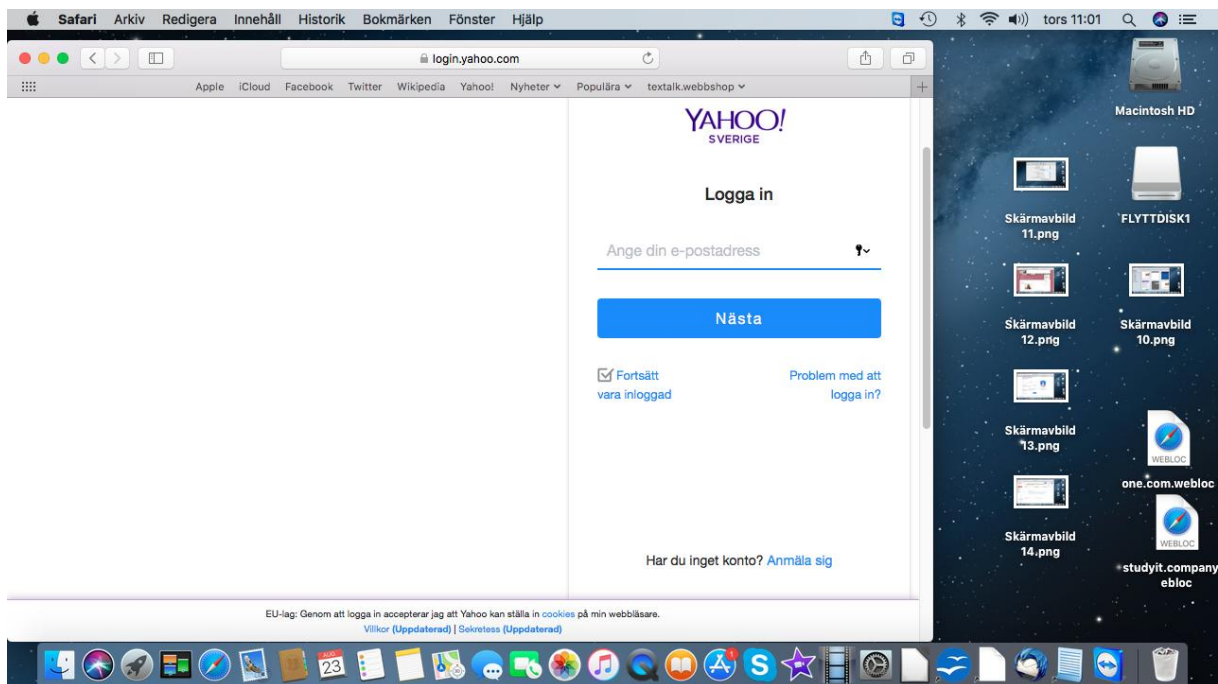 Safari Arkiv Redigera Innehåll Historik Bokmärken Fönster Hjälp tors 11:01
login.yahoo.com
Apple iCloud Facebook Twitter Wikipedia Yahoo! Nyheter Populära textalk.webbshop
YAHOO!
SVERIGE
Logga in
Ange din e-postadress
Nästa
Fortsätt
vara inloggad
Problem med att
logga in?
Har du inget konto? Anmäla sig
EU-lag: Genom att logga in accepterar jag att Yahoo kan ställa in cookies på min webbläsare.
Villkor (Uppdaterad) | Sekretess (Uppdaterad)
Macintosh HD
Skärmavbild
11.png
FLYTTDISK1
Skärmavbild
12.png
Skärmavbild
10.png
Skärmavbild
13.png
WEBLOC
one.com.webloc
Skärmavbild
14.png
WEBLOC
studyit.company
ebloc
AUG
23
1